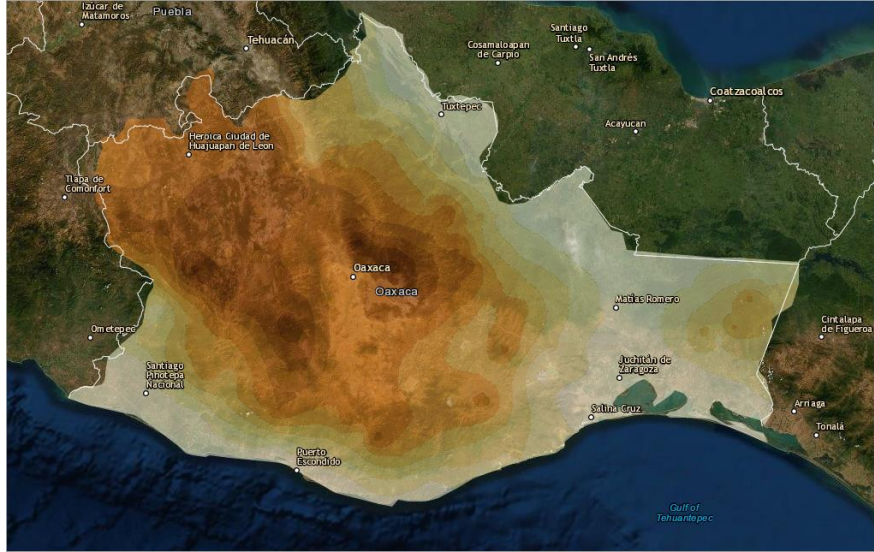 Izúcar de
Matamoros
Puebla
Tehuacán
Cosamaloapan
de Carpio
Santiago
Tuxtla
San Andrés
Tuxtla
Coatzacoalcos
Tuxtepec
Acayucan
Heroica Ciudad de
Huajuapan de Leon
Tlapa de
Comonfort
Oaxaca
Oaxaca
Matías Romero
Ometepec
Cintalapa
de Figueroa
Santiago
Pinotepa
Nacional
Juchitán de
Zaragoza
Salina Cruz
Arriaga
Tonalá
Puerto
Escondido
Gulf of
Tehuantepec